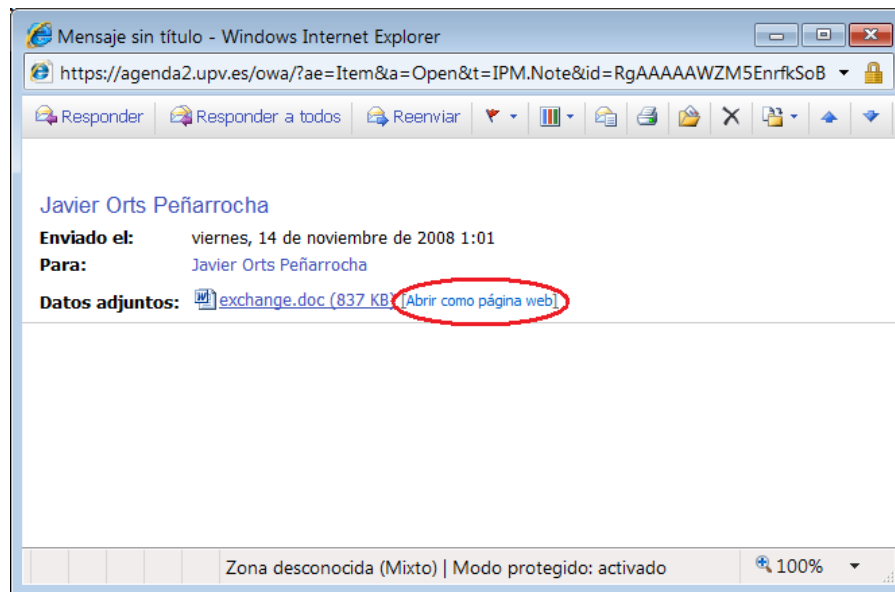 Mensaje sin título - Windows Internet Explorer
https://agenda2.upv.es/owa/?ae=Item&a=Open&t=IPM.Note&id=RgAAAAAWZM5EnrfkSoB
Responder Responder a todos Reenviar
Javier Orts Peñarrocha
Enviado el: viernes, 14 de noviembre de 2008 1:01
Para: Javier Orts Peñarrocha
Datos adjuntos: exchange.doc (837 KB) [Abrir como página web]
Zona desconocida (Mixto) | Modo protegido: activado 100%